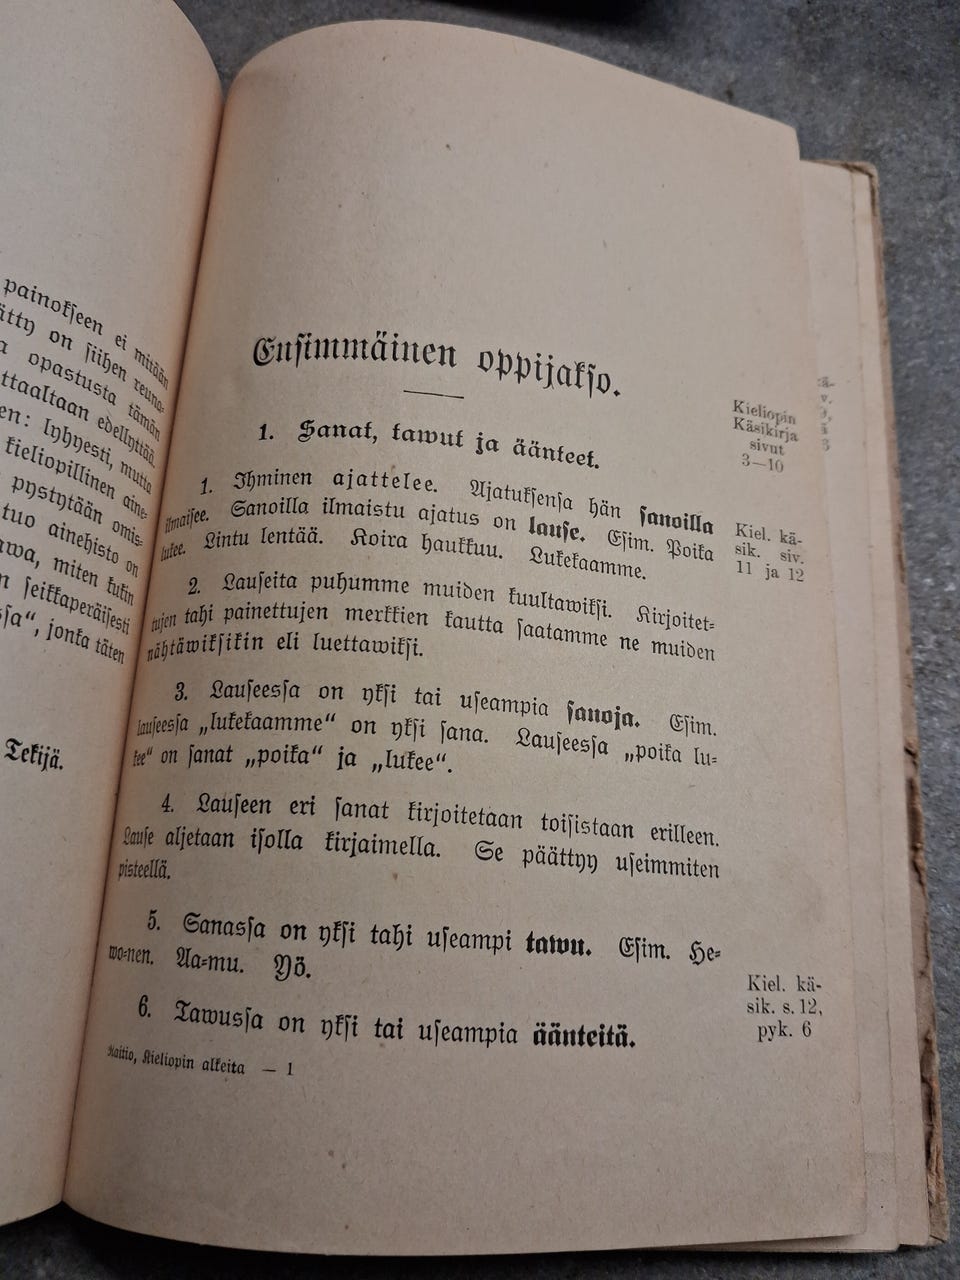 painokseen ei mitään
on siihen reuna-
opastusta tämän
edellyttää.
lyhyesti, mutta
kieliopillinen aine-
pystytään omis-
tuo ainehisto on
miten kukin
seikkaperäisesti
jonka täten
Tekijä.
Ensimmäinen oppijakso.
1. Sanat, tawut ja äänteet.
Kieliopin
Käsikirja
sivut
3—10
1. Ihminen ajattelee. Ajatuksensa hän sanoilla
ilmaisee. Sanoilla ilmaistu ajatus on lause. Esim. Poika
lukee. Lintu lentää. Koira haukkuu. Lukekaamme.
Kiel. kä-
sik. siv.
11 ja 12
2. Lauseita puhumme muiden kuultawiksi. Kirjoitet-
tujen tahi painettujen merkkien kautta saatamme ne muiden
nähtäwiksikin eli luettawiksi.
3. Lauseessa on yksi tai useampia sanoja. Esim.
lauseessa „lukekaamme“ on yksi sana. Lauseessa „poika lu-
kee“ on sanat „poika“ ja „lukee“.
4. Lauseen eri sanat kirjoitetaan toisistaan erilleen.
Lause aljetaan isolla kirjaimella. Se päättyy useimmiten
pisteellä.
5. Sanassa on yksi tahi useampi tawu. Esim. He-
wo-nen. Aa-mu. Yö.
6. Tawussa on yksi tai useampia äänteitä.
Kiel. kä-
sik. s. 12,
pyk. 6
Raitio, Kieliopin alkeita — 1